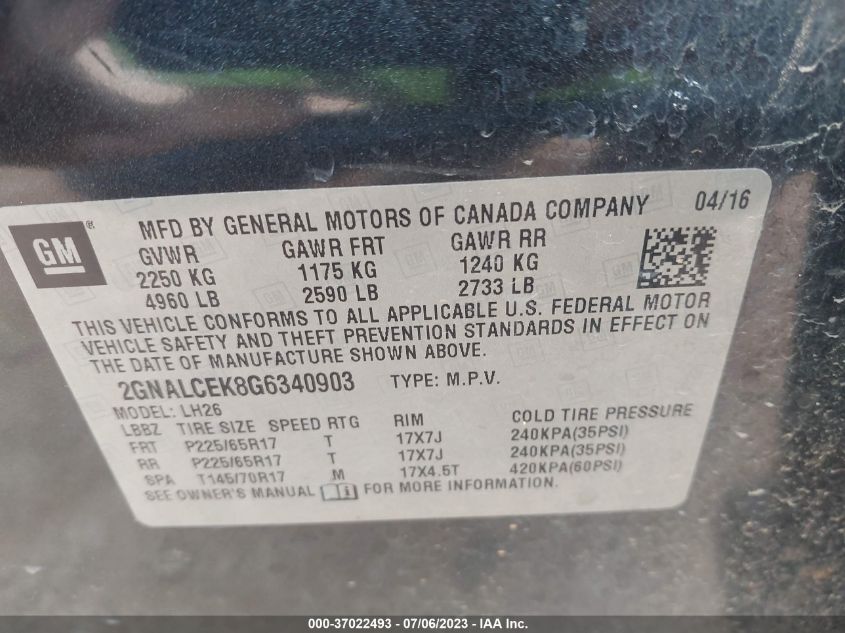 GM® MFD BY GENERAL MOTORS OF CANADA COMPANY 04/16
GVWR GAWR FRT GAWR RR
2250 KG 1175 KG 1240 KG
4960 LB 2590 LB 2733 LB
THIS VEHICLE CONFORMS TO ALL APPLICABLE U.S. FEDERAL MOTOR
VEHICLE SAFETY AND THEFT PREVENTION STANDARDS IN EFFECT ON
THE DATE OF MANUFACTURE SHOWN ABOVE.
2GNALCEK8G6340903 TYPE: M.P.V.
MODEL: LH26
LBBZ TIRE SIZE SPEED RTG RIM COLD TIRE PRESSURE
FRT P225/65R17 T 17X7J 240KPA(35PSI)
RR P225/65R17 T 17X7J 240KPA(35PSI)
SPA T145/70R17 M 17X4.5T 420KPA(60PSI)
SEE OWNER'S MANUAL FOR MORE INFORMATION.
000-37022493 - 07/06/2023 - Copyright © IAA, Inc.